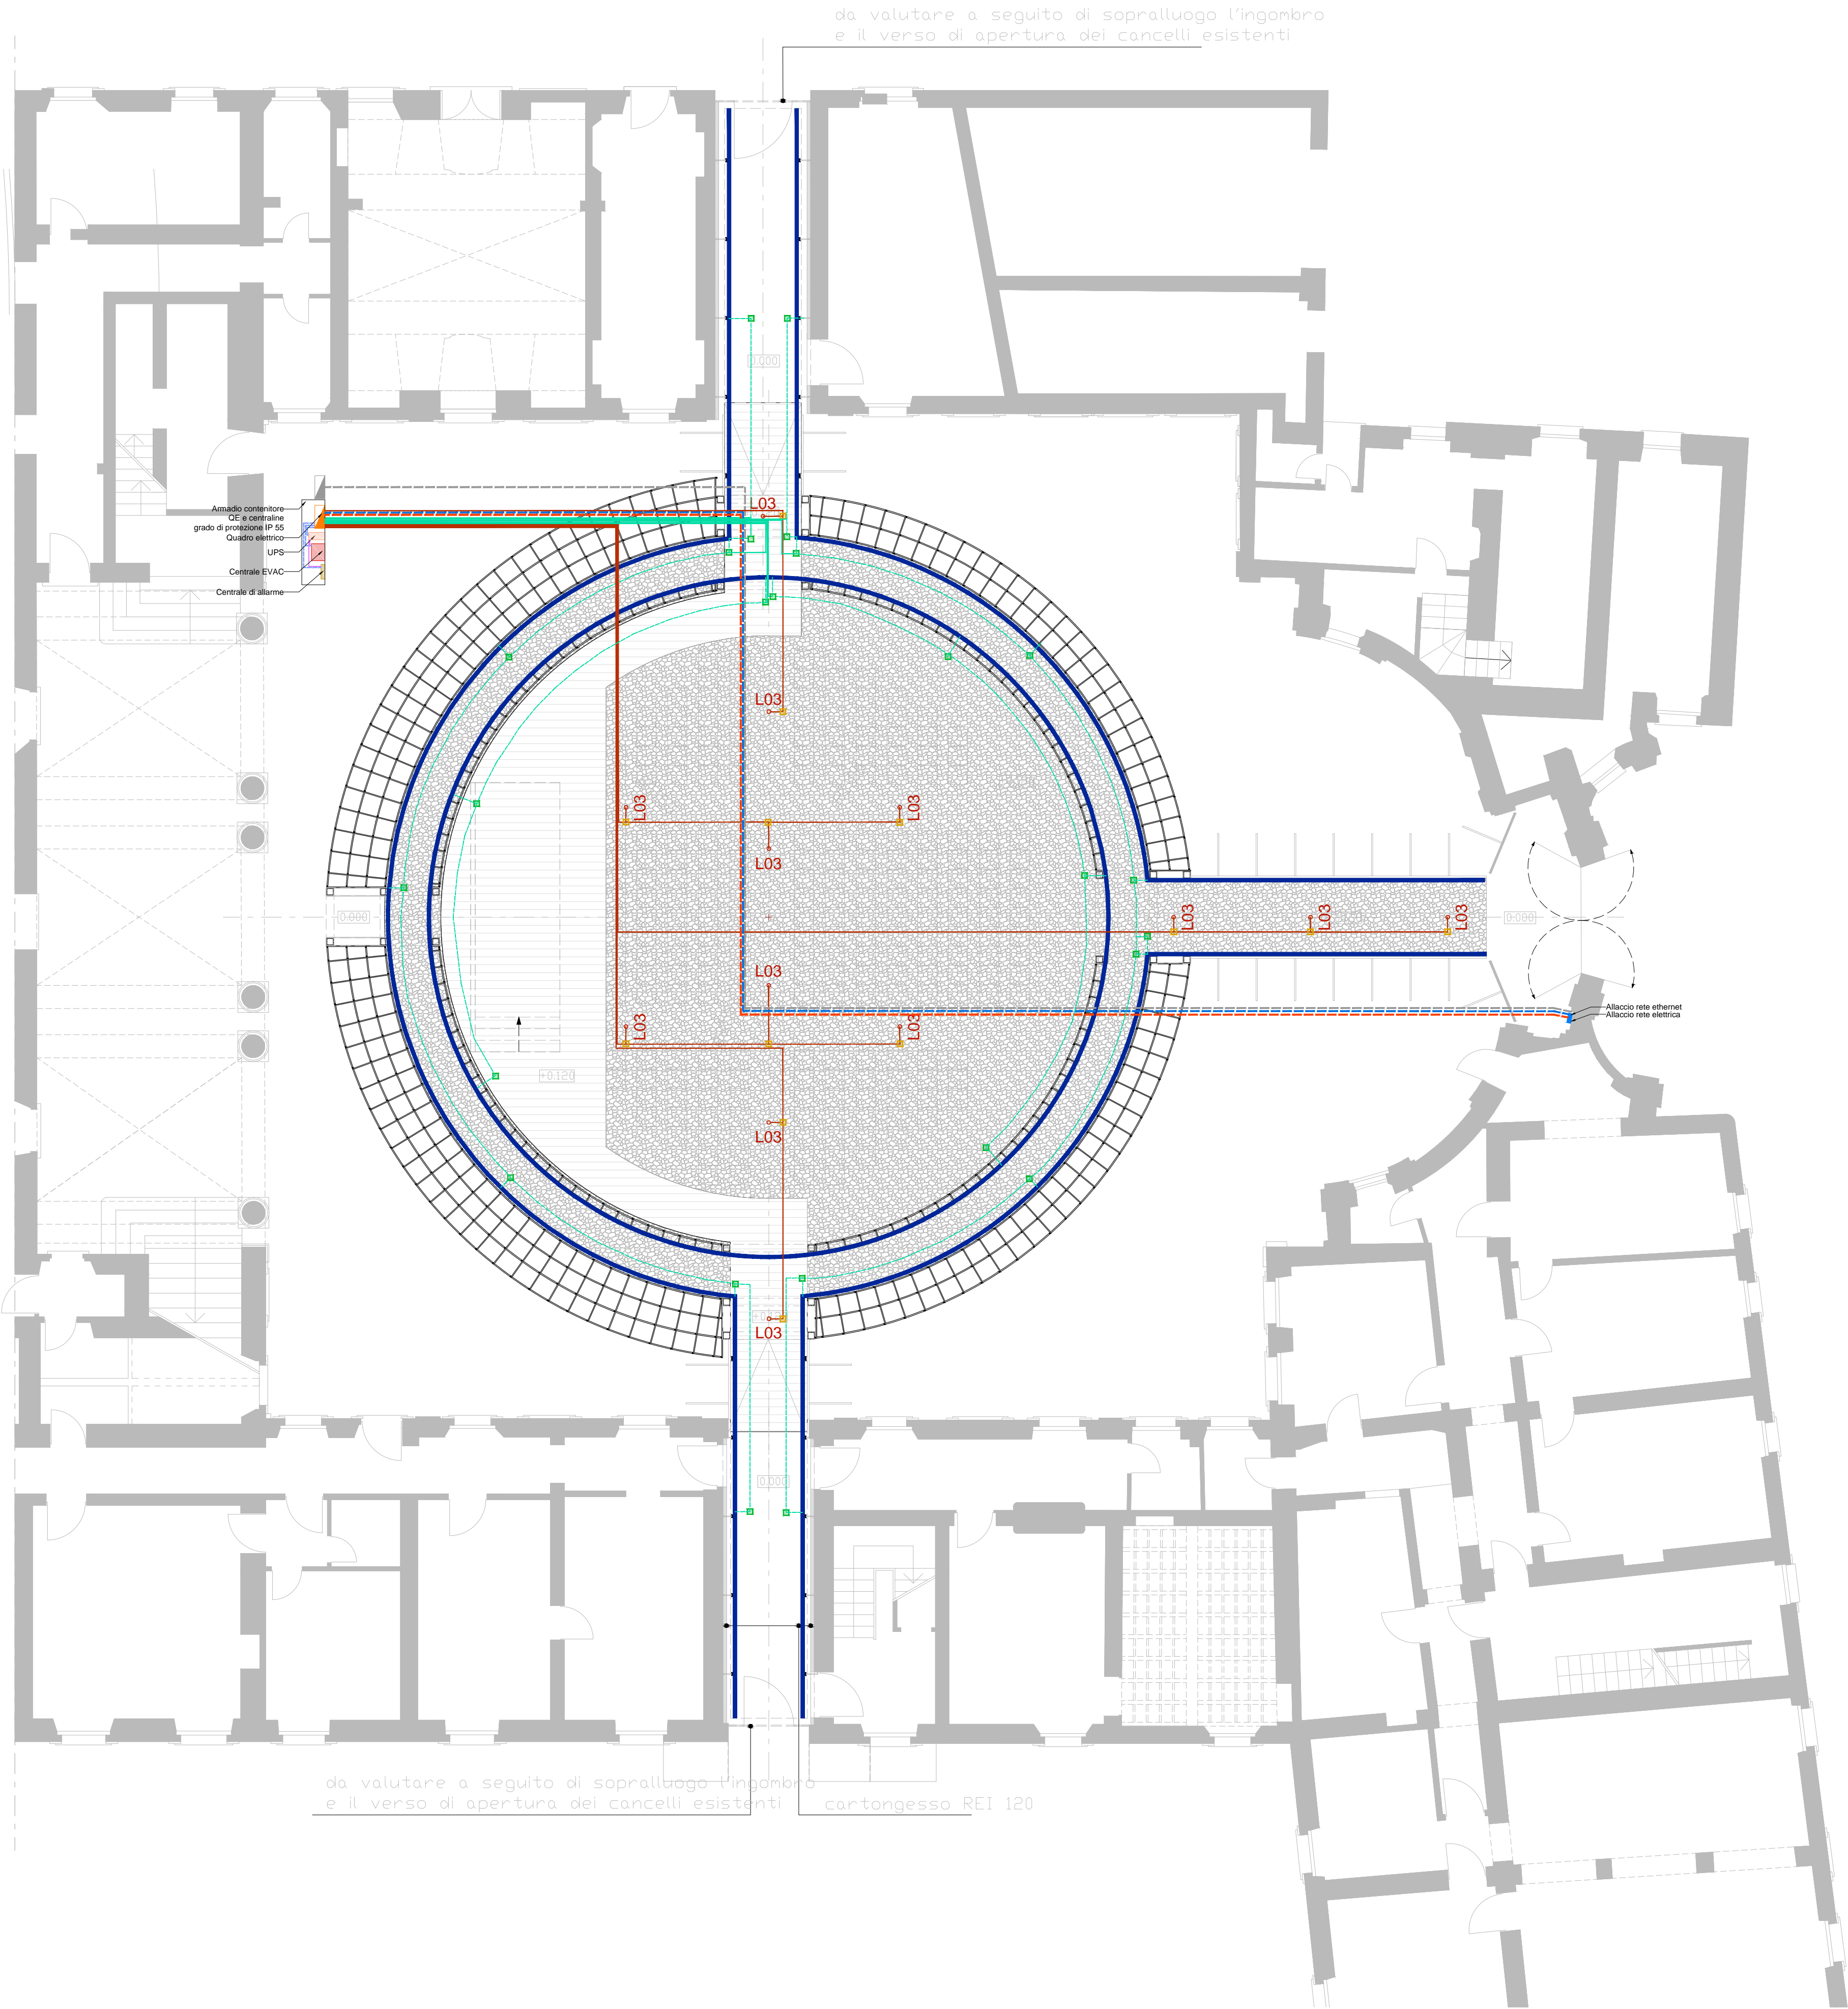 da valutare a seguito di sopralluogo l'ingombro
e il verso di apertura dei cancelli esistenti
0.000
L03
Armadio contenitore
QE e centraline
grado di protezione IP 55
Quadro elettrico
UPS
Centrale EVAC
Centrale di allarme
L03
L03
L03
L03
0.000
L03
L03
L03
0.000
L03
Allaccio rete ethernet
Allaccio rete elettrica
L03
L03
+0.120
L03
L03
0.000
da valutare a seguito di sopralluogo l'ingombro
e il verso di apertura dei cancelli esistenti
cartongesso REI 120